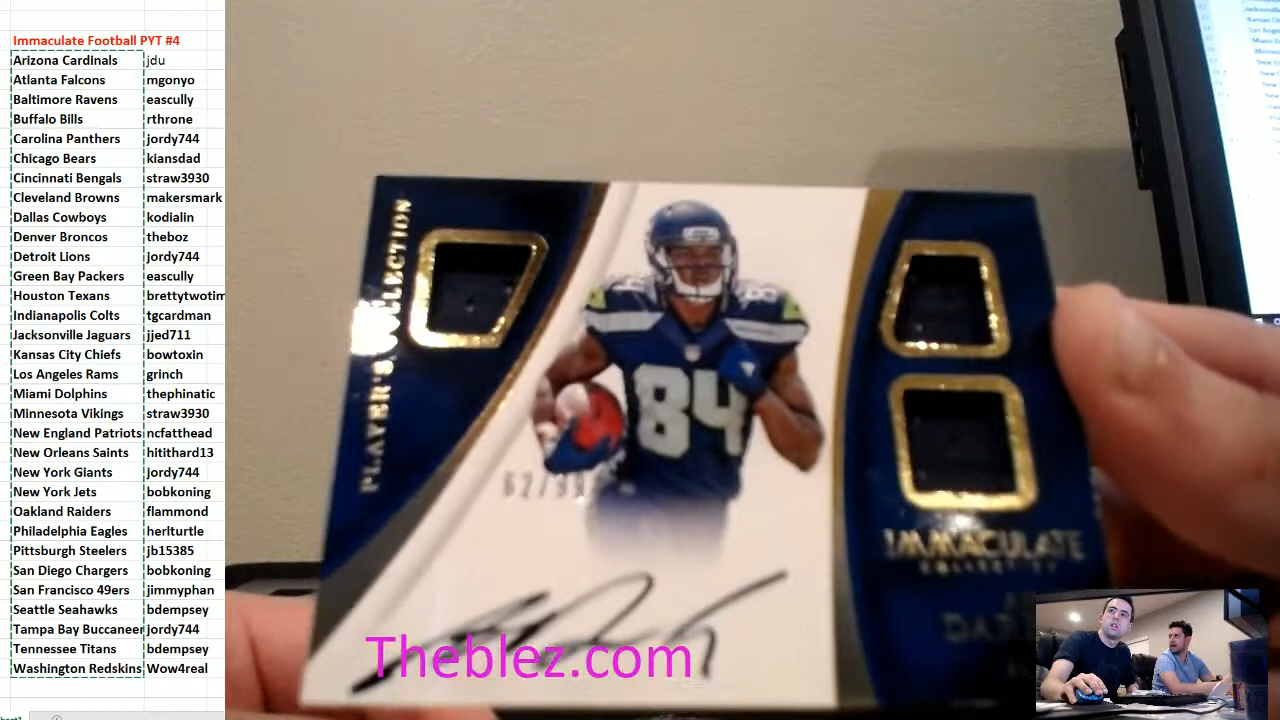 Immaculate Football PYT #4
Arizona Cardinals jdu
Atlanta Falcons mgonyo
Baltimore Ravens eascully
Buffalo Bills rthrone
Carolina Panthers jordy744
Chicago Bears kiansdad
Cincinnati Bengals straw3930
Cleveland Browns makersmark
Dallas Cowboys kodialin
Denver Broncos theboz
Detroit Lions jordy744
Green Bay Packers eascully
Houston Texans brettytwotim
Indianapolis Colts tgcardman
Jacksonville Jaguars jjed711
Kansas City Chiefs bowtoxin
Los Angeles Rams grinch
Miami Dolphins thephinatic
Minnesota Vikings straw3930
New England Patriots ncfatthead
New Orleans Saints hitithard13
New York Giants jordy744
New York Jets bobkoning
Oakland Raiders flammond
Philadelphia Eagles herlturtle
Pittsburgh Steelers jb15385
San Diego Chargers bobkoning
San Francisco 49ers jimmyphan
Seattle Seahawks bdempsey
Tampa Bay Buccaneer jordy744
Tennessee Titans bdempsey
Washington Redskins Wow4real
PLAYER'S COLLECTION
84
62/99
IMMACULATE
COLLECTION
Theblez.com